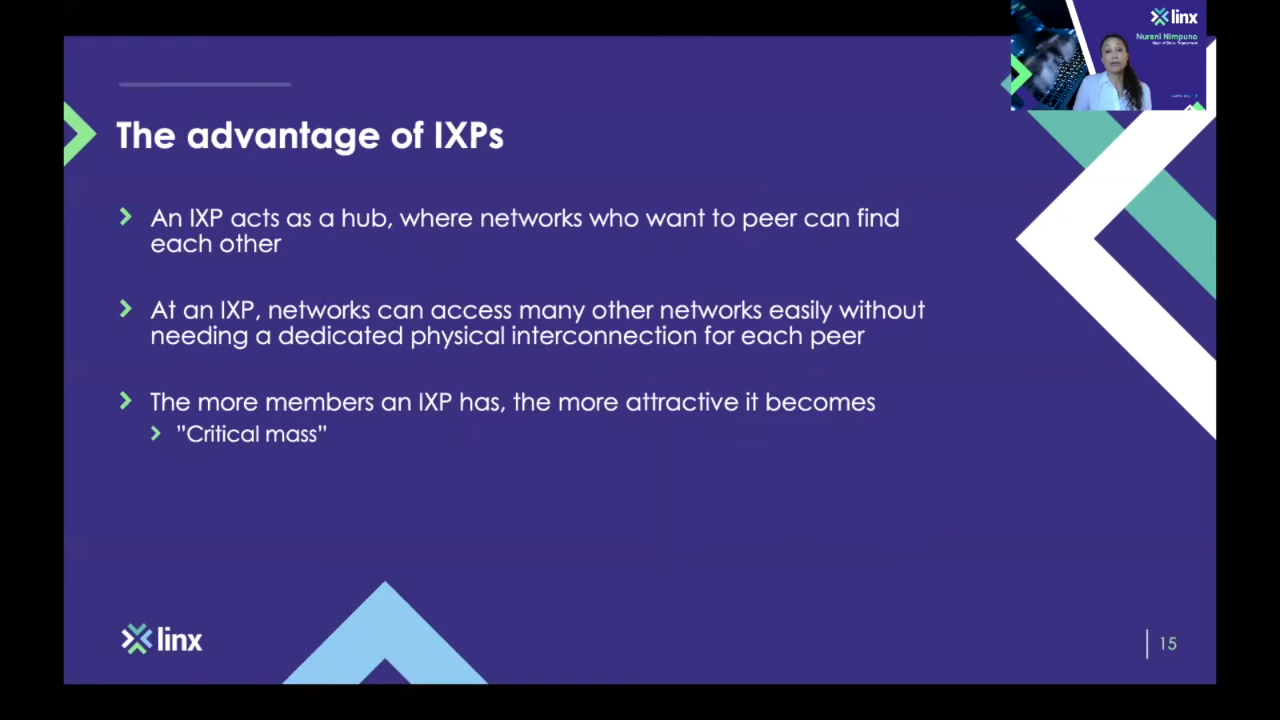 linx
Nurani Nimpuno
The advantage of IXPs
An IXP acts as a hub, where networks who want to peer can find
each other
At an IXP, networks can access many other networks easily without
needing a dedicated physical interconnection for each peer
The more members an IXP has, the more attractive it becomes
”Critical mass”
linx
15